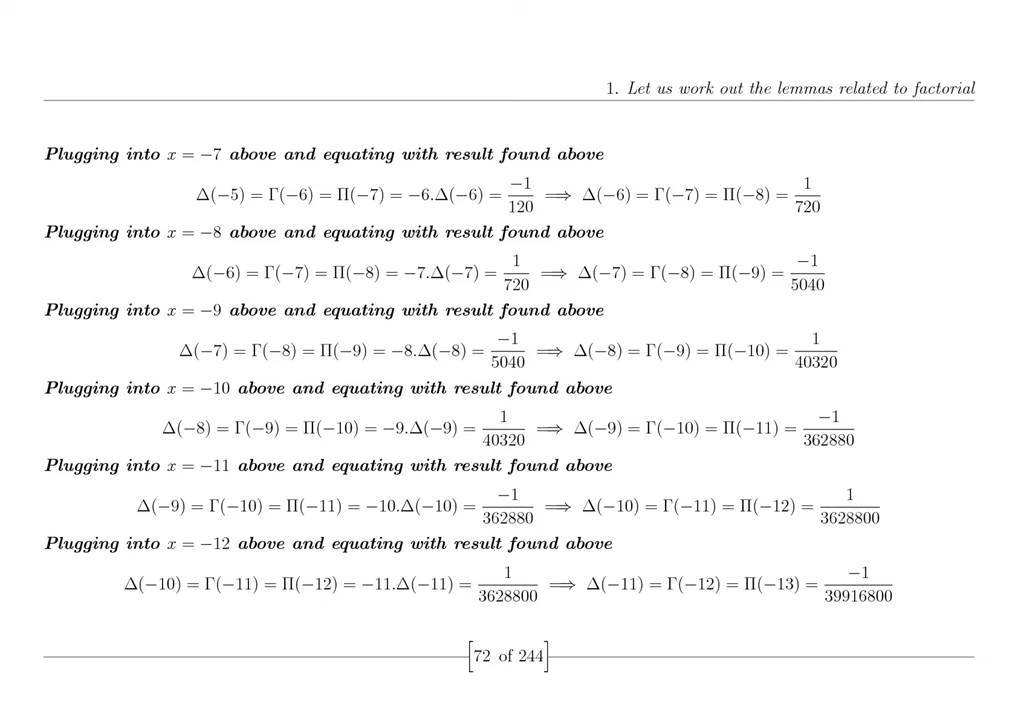 1. Let us work out the lemmas related to factorial
Plugging into x = −7 above and equating with result found above
Δ(−5) = Γ(−6) = Π(−7) = −6.Δ(−6) = −1/120 ⟹ Δ(−6) = Γ(−7) = Π(−8) = 1/720
Plugging into x = −8 above and equating with result found above
Δ(−6) = Γ(−7) = Π(−8) = −7.Δ(−7) = 1/720 ⟹ Δ(−7) = Γ(−8) = Π(−9) = −1/5040
Plugging into x = −9 above and equating with result found above
Δ(−7) = Γ(−8) = Π(−9) = −8.Δ(−8) = −1/5040 ⟹ Δ(−8) = Γ(−9) = Π(−10) = 1/40320
Plugging into x = −10 above and equating with result found above
Δ(−8) = Γ(−9) = Π(−10) = −9.Δ(−9) = 1/40320 ⟹ Δ(−9) = Γ(−10) = Π(−11) = −1/362880
Plugging into x = −11 above and equating with result found above
Δ(−9) = Γ(−10) = Π(−11) = −10.Δ(−10) = −1/362880 ⟹ Δ(−10) = Γ(−11) = Π(−12) = 1/3628800
Plugging into x = −12 above and equating with result found above
Δ(−10) = Γ(−11) = Π(−12) = −11.Δ(−11) = 1/3628800 ⟹ Δ(−11) = Γ(−12) = Π(−13) = −1/39916800
[72 of 244]